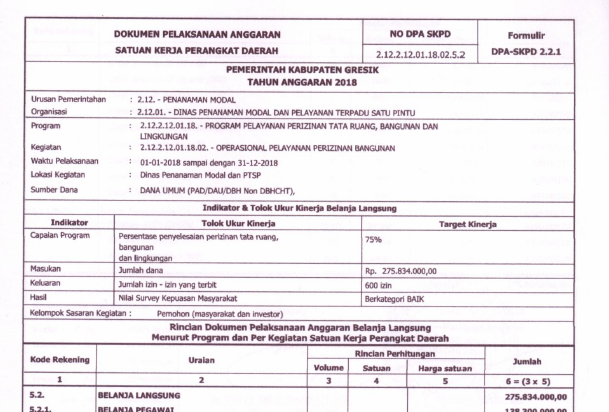 DOKUMEN PELAKSANAAN ANGGARAN
SATUAN KERJA PERANGKAT DAERAH
NO DPA SKPD
2.12.2.12.01.18.02.5.2
Formulir
DPA-SKPD 2.2.1
PEMERINTAH KABUPATEN GRESIK
TAHUN ANGGARAN 2018
Urusan Pemerintahan : 2.12. - PENANAMAN MODAL
Organisasi : 2.12.01. - DINAS PENANAMAN MODAL DAN PELAYANAN TERPADU SATU PINTU
Program : 2.12.2.12.01.18. - PROGRAM PELAYANAN PERIZINAN TATA RUANG, BANGUNAN DAN
LINGKUNGAN
Kegiatan : 2.12.2.12.01.18.02. - OPERASIONAL PELAYANAN PERIZINAN BANGUNAN
Waktu Pelaksanaan : 01-01-2018 sampai dengan 31-12-2018
Lokasi Kegiatan : Dinas Penanaman Modal dan PTSP
Sumber Dana : DANA UMUM (PAD/DAU/DBH Non DBHCHT),
Indikator & Tolok Ukur Kinerja Belanja Langsung
Indikator Tolok Ukur Kinerja Target Kinerja
Capaian Program Persentase penyelesaian perizinan tata ruang, 75%
bangunan
dan lingkungan
Masukan Jumlah dana Rp. 275.834.000,00
Keluaran Jumlah izin - izin yang terbit 600 izin
Hasil Nilai Survey Kepuasan Masyarakat Berkategori BAIK
Kelompok Sasaran Kegiatan : Pemohon (masyarakat dan investor)
Rincian Dokumen Pelaksanaan Anggaran Belanja Langsung
Menurut Program dan Per Kegiatan Satuan Kerja Perangkat Daerah
Kode Rekening Uraian Rincian Perhitungan Jumlah
Volume Satuan Harga satuan
1 2 3 4 5 6 = (3 x 5)
5.2. BELANJA LANGSUNG 275.834.000,00
5.2.1. BELANJA PEGAWAI 138.300.000,00